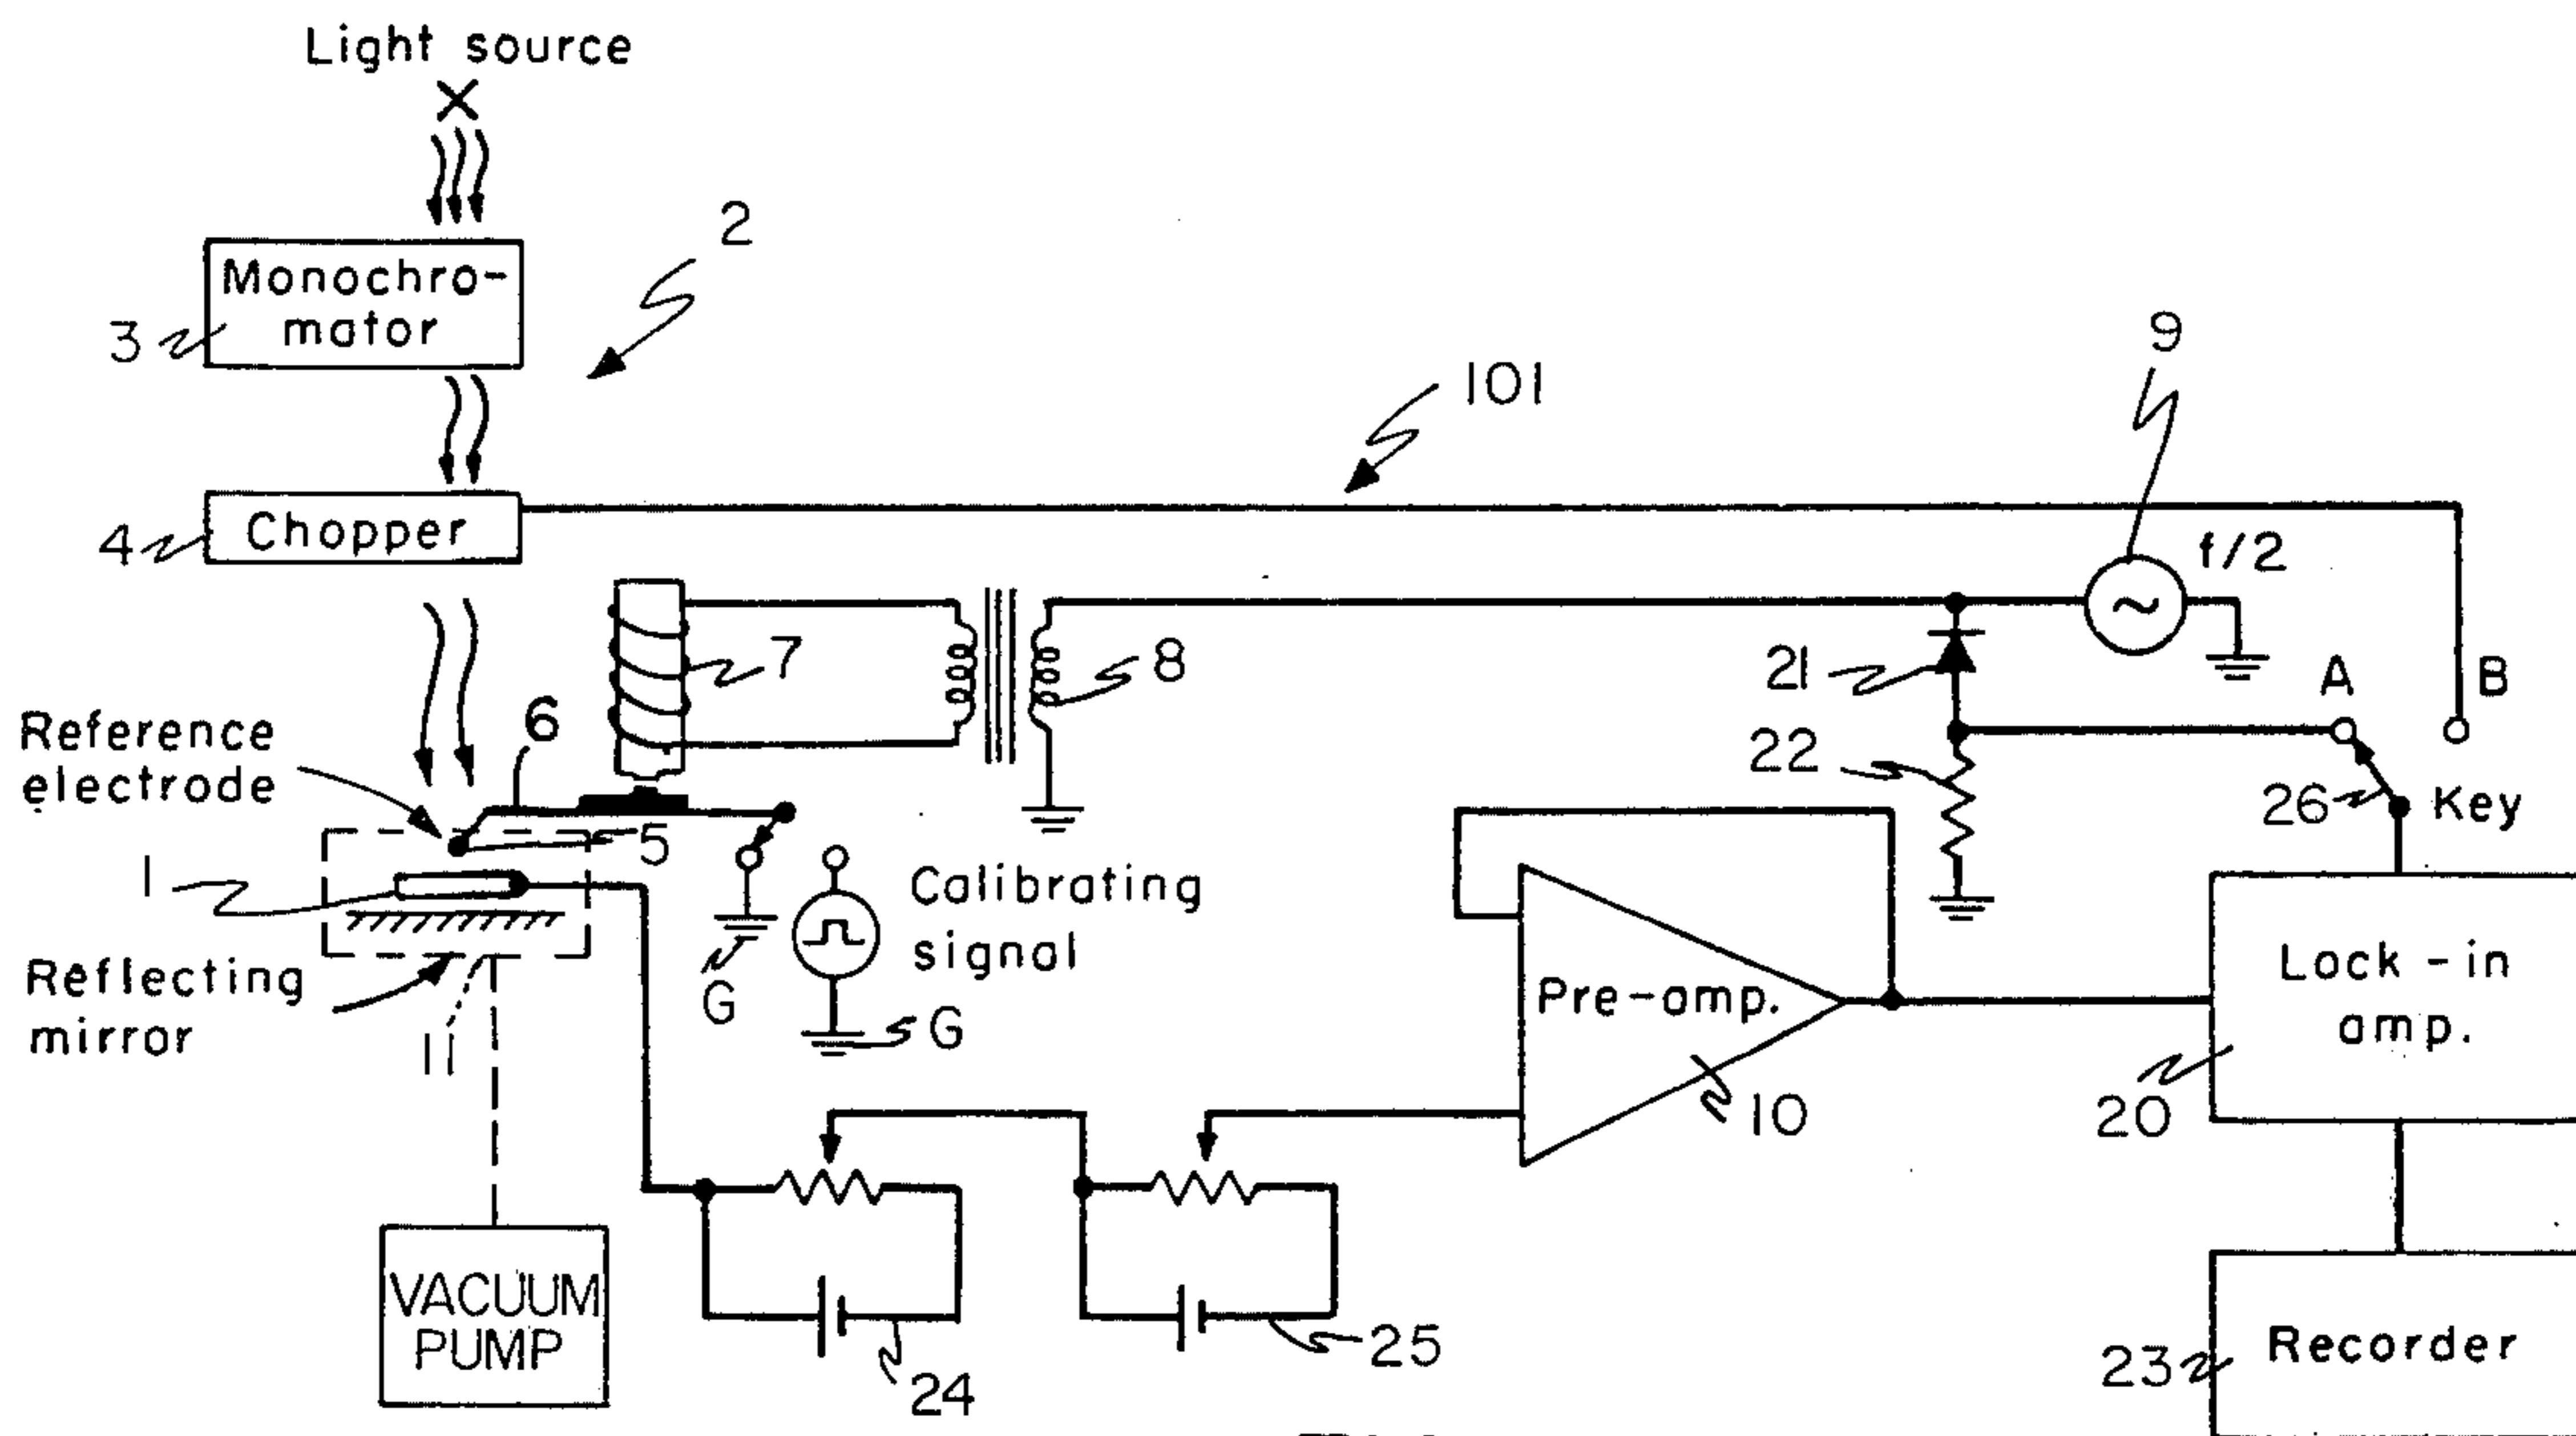 Light source
2
Monochro-
mator
3
9
101
4
Chopper
f/2
7
8
21
A
B
Reference
electrode
6
22
26
Key
5
1
Calibrating
signal
G
G
Reflecting
mirror
11
Pre-amp.
10
Lock-in
amp.
20
VACUUM
PUMP
24
25
23
Recorder